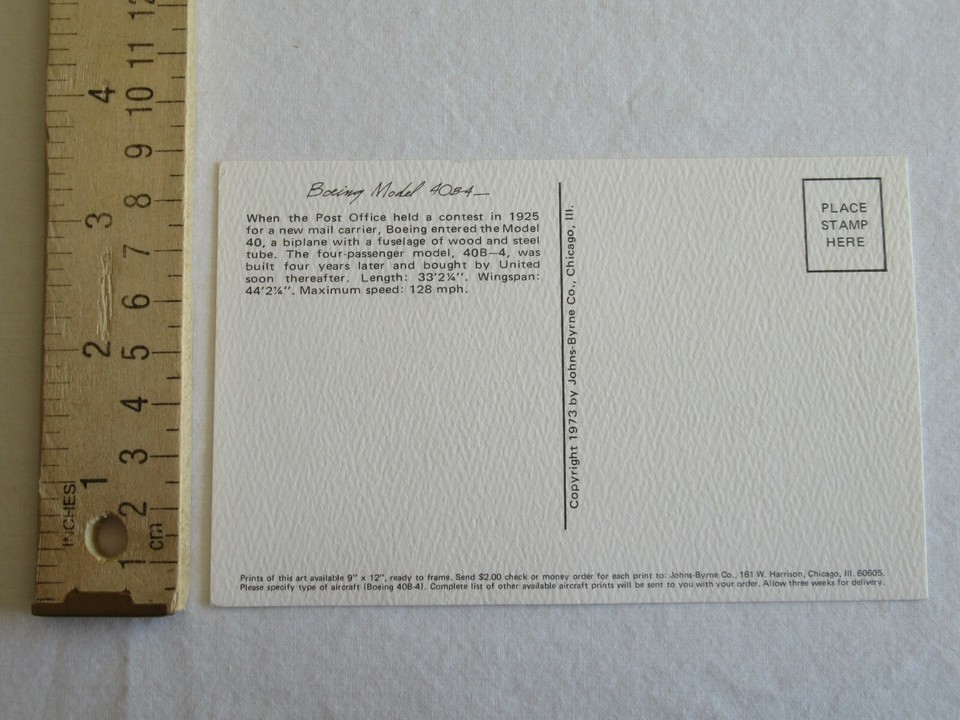 12
11
4
10
9
8
3
7
6
2
5
4
3
1
2
1
INCHES
cm
Boeing Model 40B4
When the Post Office held a contest in 1925
for a new mail carrier, Boeing entered the Model
40, a biplane with a fuselage of wood and steel
tube. The four-passenger model, 40B—4, was
built four years later and bought by United
soon thereafter. Length: 33'2¼''. Wingspan:
44'2¼''. Maximum speed: 128 mph.
Copyright 1973 by Johns-Byrne Co., Chicago, Ill.
PLACE
STAMP
HERE
Prints of this art available 9" x 12", ready to frame. Send $2.00 check or money order for each print to: Johns-Byrne Co., 161 W. Harrison, Chicago, Ill. 60605.
Please specify type of aircraft (Boeing 40B-4). Complete list of other available aircraft prints will be sent to you with your order. Allow three weeks for delivery.